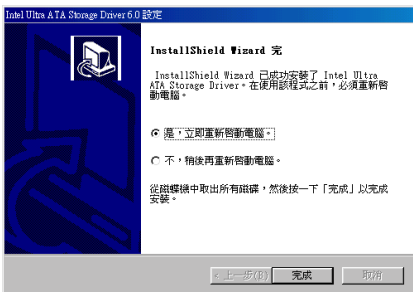 Intel Ultra ATA Storage Driver 6.0 設定
InstallShield Wizard 完
InstallShield Wizard 已成功安裝了 Intel Ultra
ATA Storage Driver。在使用該程式之前，必須重新啓
動電腦。
是，立即重新啓動電腦。
不，稍後再重新啓動電腦。
從磁碟機中取出所有磁碟，然後按一下「完成」以完成
安裝。
< 上一步(B)
完成
取消